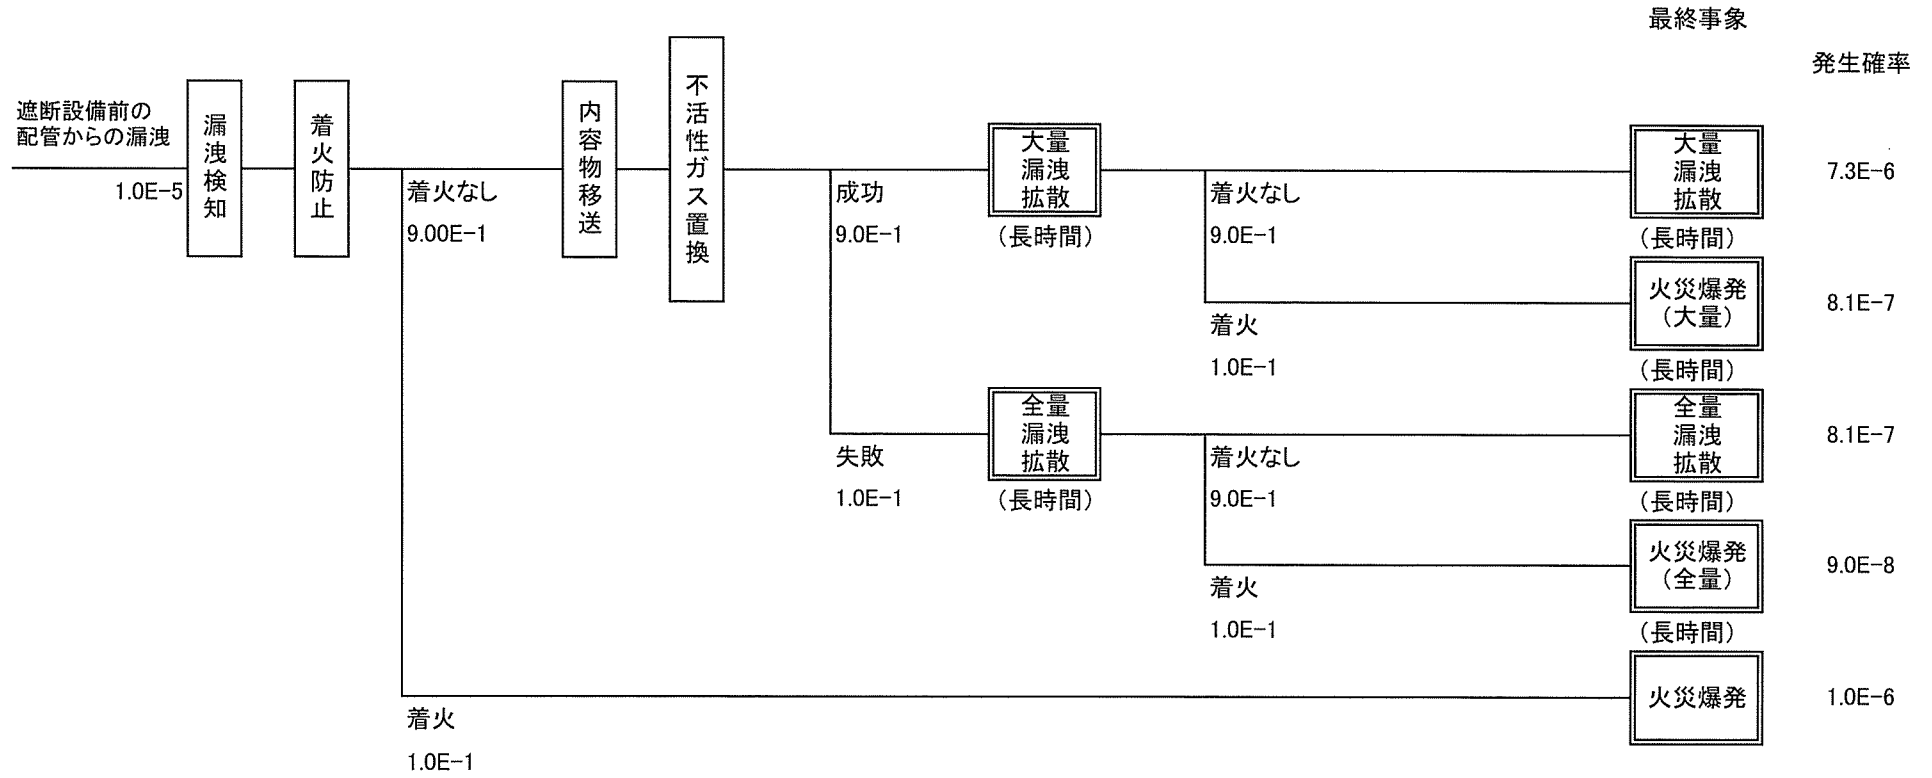 最終事象
発生確率
遮断設備前の
配管からの漏洩
1.0E-5
漏洩検知
着火防止
着火なし
9.00E-1
内容物移送
不活性ガス置換
成功
9.0E-1
大量
漏洩
拡散
(長時間)
着火なし
9.0E-1
大量
漏洩
拡散
(長時間)
7.3E-6
着火
1.0E-1
火災爆発
(大量)
(長時間)
8.1E-7
失敗
1.0E-1
全量
漏洩
拡散
(長時間)
着火なし
9.0E-1
全量
漏洩
拡散
(長時間)
8.1E-7
着火
1.0E-1
火災爆発
(全量)
(長時間)
9.0E-8
着火
1.0E-1
火災爆発
1.0E-6